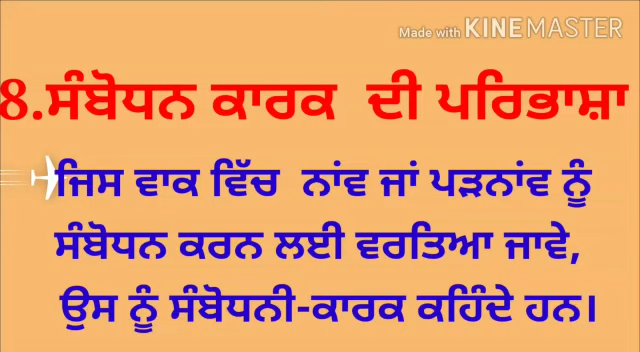 Made with KINEMASTER
8.ਸੰਬੋਧਨ ਕਾਰਕ ਦੀ ਪਰਿਭਾਸ਼ਾ
ਜਿਸ ਵਾਕ ਵਿੱਚ ਨਾਂਵ ਜਾਂ ਪੜਨਾਂਵ ਨੂੰ
ਸੰਬੋਧਨ ਕਰਨ ਲਈ ਵਰਤਿਆ ਜਾਵੇ,
ਉਸ ਨੂੰ ਸੰਬੋਧਨੀ-ਕਾਰਕ ਕਹਿੰਦੇ ਹਨ।